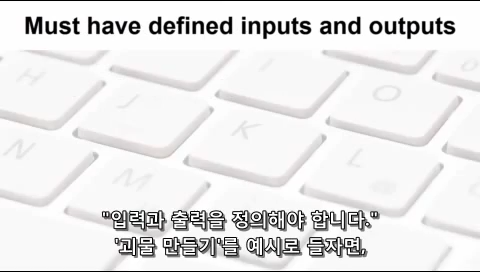 Must have defined inputs and outputs
H
J
K
L
I
O
N
M
"입력과 출력을 정의해야 합니다."
'괴물 만들기'를 예시로 들자면,